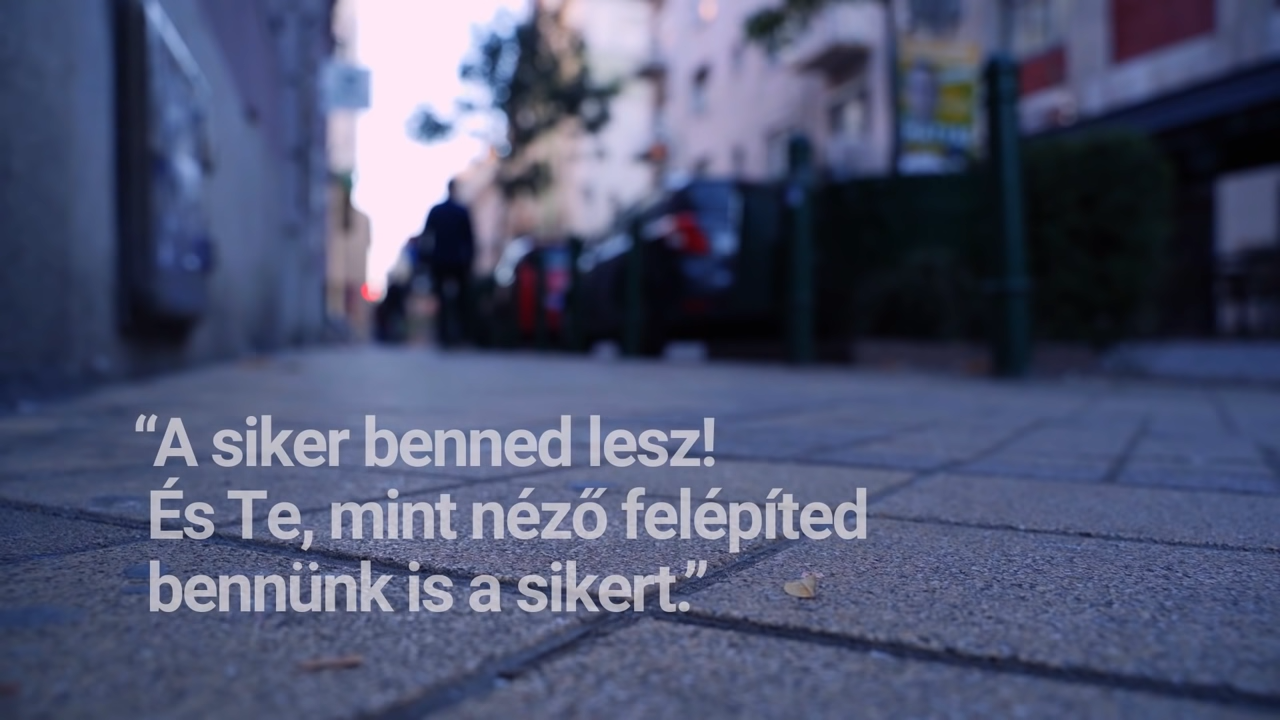 “A siker benned lesz!
És Te, mint néző felépíted
bennünk is a sikert.”